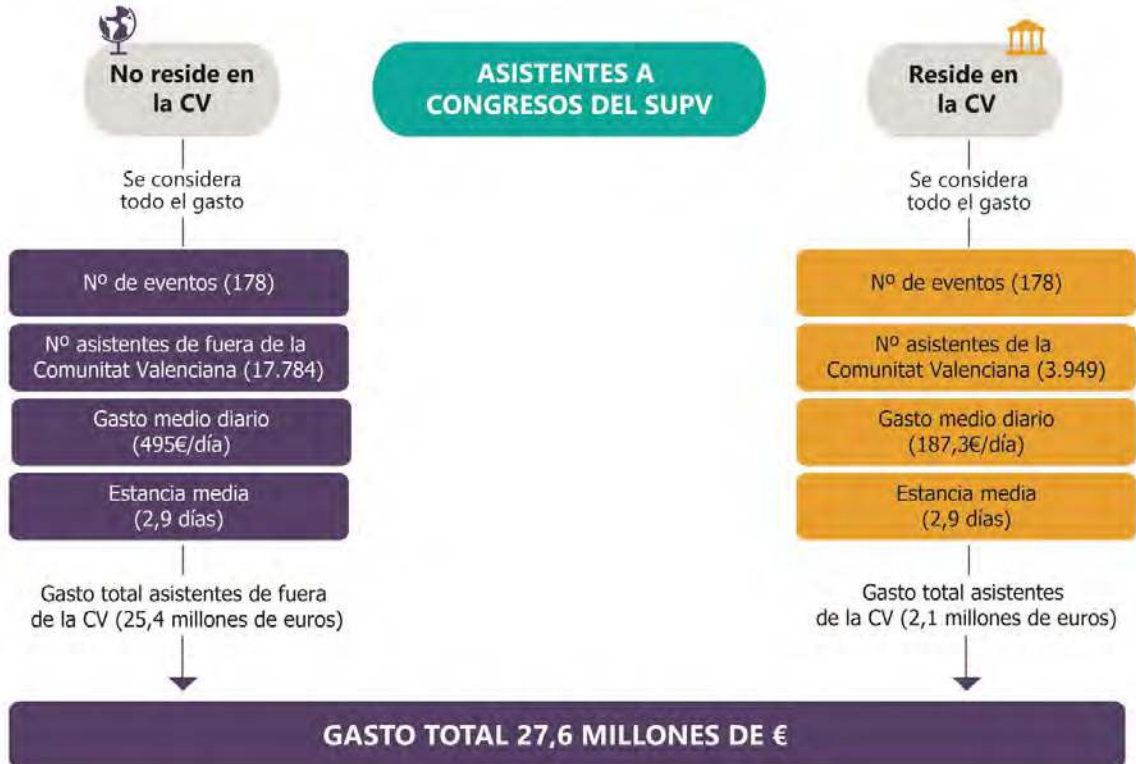 No reside en
la CV
ASISTENTES A
CONGRESOS DEL SUPV
Reside en
la CV
Se considera
todo el gasto
Se considera
todo el gasto
Nº de eventos (178)
Nº asistentes de fuera de la
Comunitat Valenciana (17.784)
Gasto medio diario
(495€/día)
Estancia media
(2,9 días)
Nº de eventos (178)
Nº asistentes de la
Comunitat Valenciana (3.949)
Gasto medio diario
(187,3€/día)
Estancia media
(2,9 días)
Gasto total asistentes de fuera
de la CV (25,4 millones de euros)
Gasto total asistentes
de la CV (2,1 millones de euros)
GASTO TOTAL 27,6 MILLONES DE €